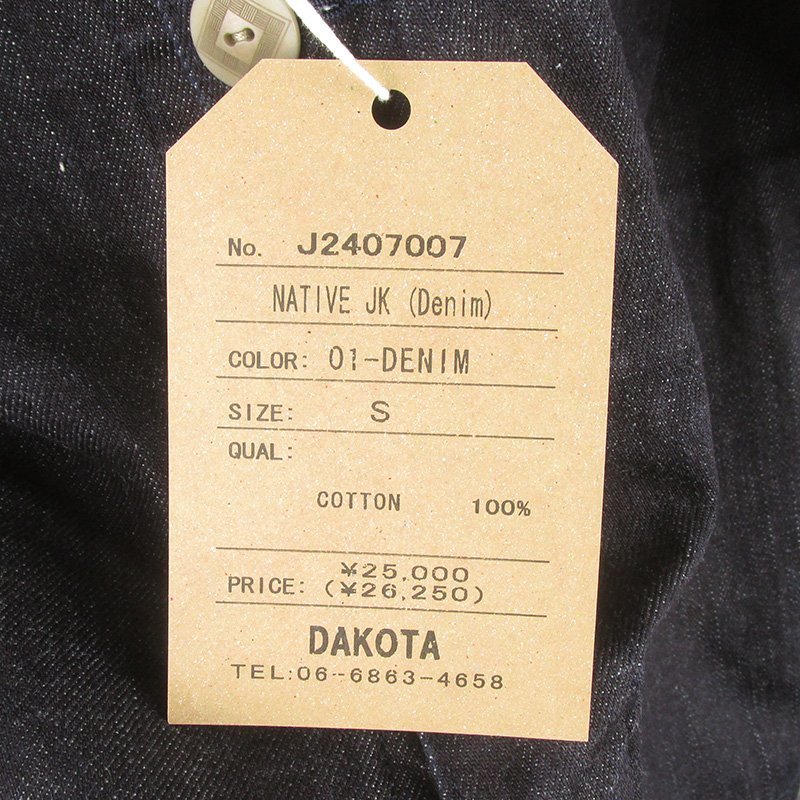 No. J2407007
NATIVE JK (Denim)
COLOR: 01-DENIM
SIZE: S
QUAL:
COTTON 100%
¥25,000
PRICE: (¥26,250)
DAKOTA
TEL:06-6863-4658